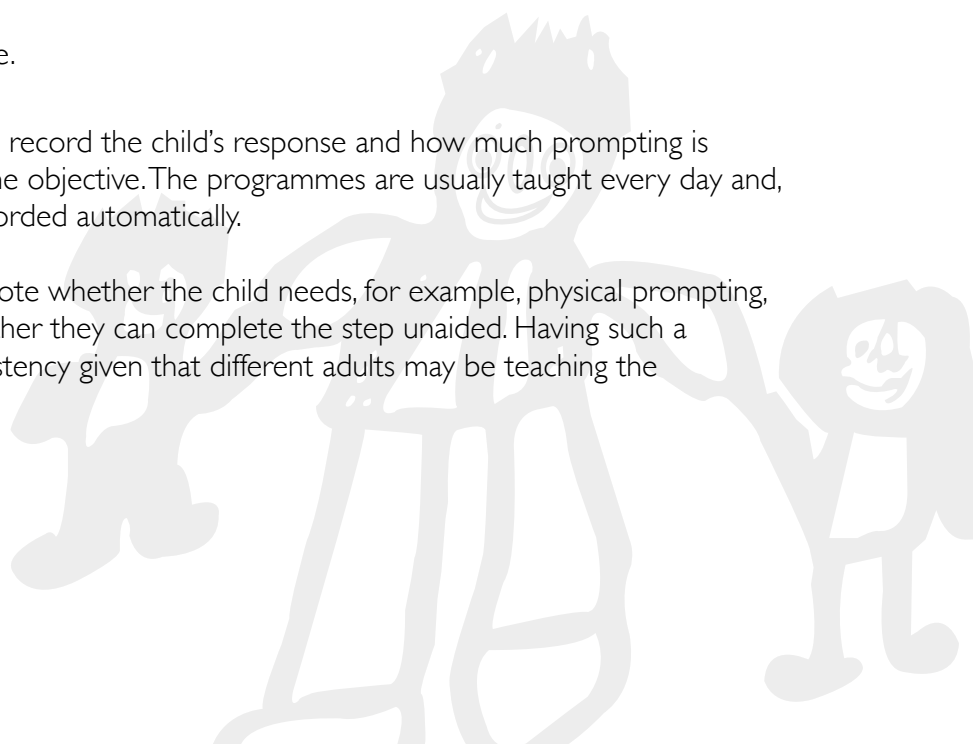 e.
record the child's response and how much prompting is
ne objective. The programmes are usually taught every day and,
orded automatically.
ote whether the child needs, for example, physical prompting,
ther they can complete the step unaided. Having such a
stency given that different adults may be teaching the